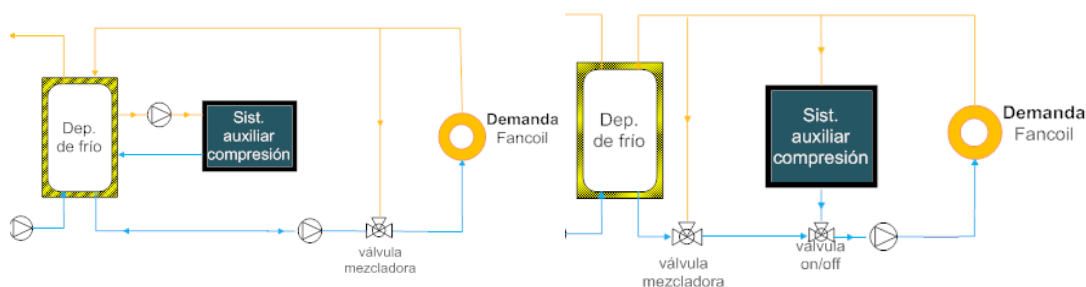 Dep.
de frío
Sist.
auxiliar
compresión
Demanda
Fancoil
válvula
mezcladora
Dep.
de frío
Sist.
auxiliar
compresión
Demanda
Fancoil
válvula
mezcladora
válvula
on/off